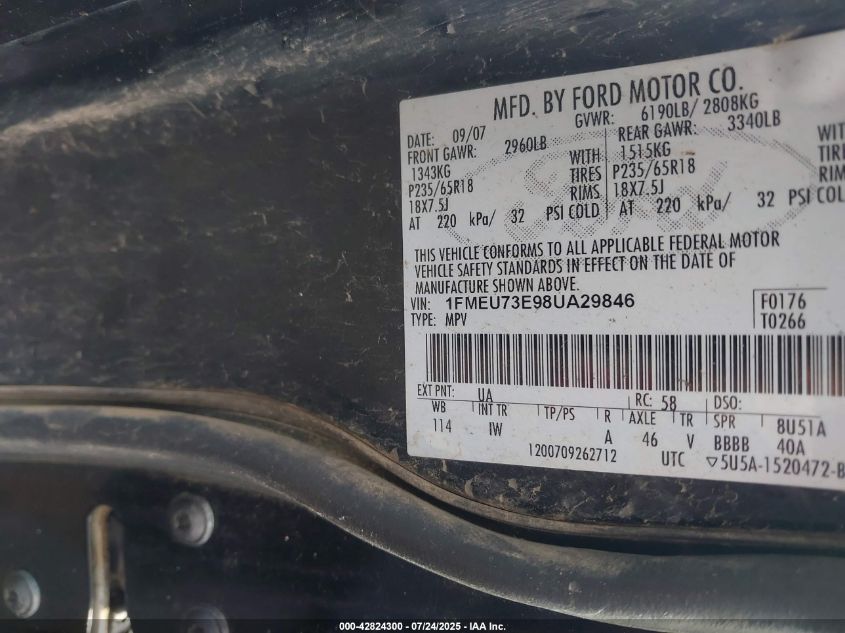 MFD. BY FORD MOTOR CO.
DATE: 09/07 GVWR: 6190LB/ 2808KG
FRONT GAWR: 2960LB REAR GAWR: 3340LB
1343KG WITH 1515KG WIT
P235/65R18 TIRES P235/65R18 TIRE
18X7.5J RIMS 18X7.5J RIMS
AT 220 kPa/ 32 PSI COLD AT 220 kPa/ 32 PSI COL
THIS VEHICLE CONFORMS TO ALL APPLICABLE FEDERAL MOTOR
VEHICLE SAFETY STANDARDS IN EFFECT ON THE DATE OF
MANUFACTURE SHOWN ABOVE.
VIN: 1FMEU73E98UA29846 F0176
TYPE: MPV T0266
EXT PNT: UA RC: 58 DSO:
WB INT TR TP/PS R AXLE TR SPR 8U51A
114 IW A 46 V BBBB 40A
1200709262712 UTC ▽5U5A-1520472-B
000-42824300 - 07/24/2025 - IAA Inc.